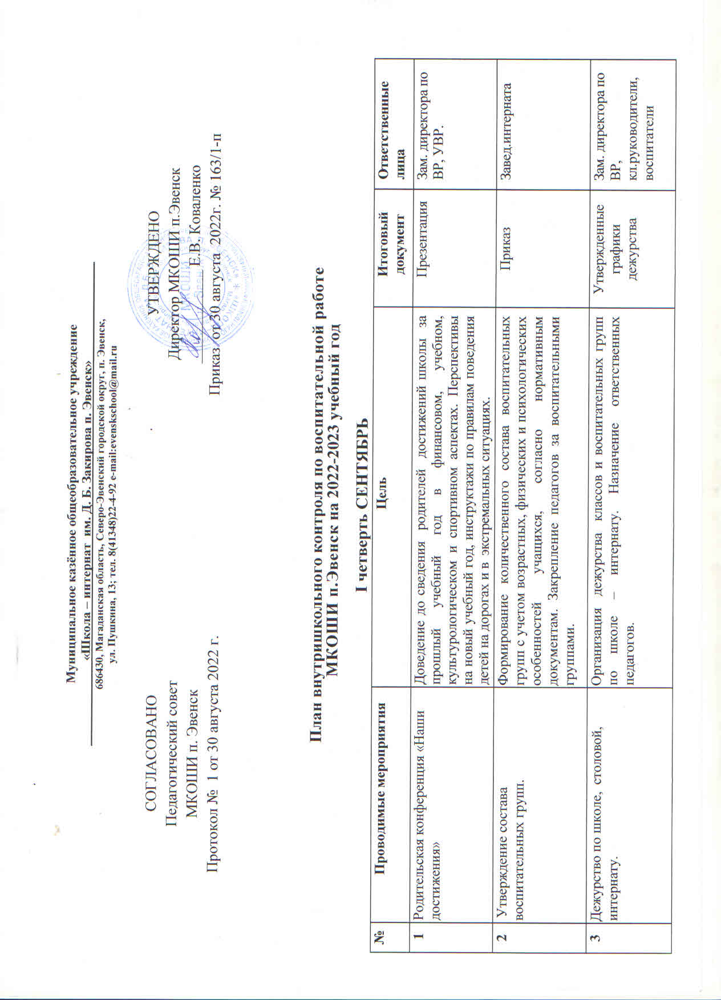 Муниципальное казённое общеобразовательное учреждение
«Школа – интернат им. Д. Б. Закирова п. Эвенск»
686430, Магаданская область, Северо-Эвенский городской округ, п. Эвенск,
ул. Пушкина, 13; тел. 8(41348)22-4-92 e-mail:evenskschool@mail.ru
СОГЛАСОВАНО
Педагогический совет
МКОШИ п. Эвенск
Протокол № 1 от 30 августа 2022 г.
УТВЕРЖДЕНО
Директор МКОШИ п.Эвенск
Е.В. Коваленко
Приказ от 30 августа 2022г. № 163/1-п
План внутришкольного контроля по воспитательной работе
МКОШИ п.Эвенск на 2022-2023 учебный год
I четверть СЕНТЯБРЬ
№
Проводимые мероприятия
Цель
Итоговый
документ
Ответственные
лица
1
Родительская конференция «Наши
достижения»
Доведение до сведения родителей достижений школы за
прошлый учебный год в финансовом, учебном,
культурологическом и спортивном аспектах. Перспективы
на новый учебный год, инструктажи по правилам поведения
детей на дорогах и в экстремальных ситуациях.
Презентация
Зам. директора по
ВР, УВР.
2
Утверждение состава
воспитательных групп.
Формирование количественного состава воспитательных
групп с учетом возрастных, физических и психологических
особенностей учащихся, согласно нормативным
документам. Закрепление педагогов за воспитательными
группами.
Приказ
Завед.интерната
3
Дежурство по школе, столовой,
интернату.
Организация дежурства классов и воспитательных групп
по школе – интернату. Назначение ответственных
педагогов.
Утвержденные
графики
дежурства
Зам. директора по
ВР,
кл.руководители,
воспитатели